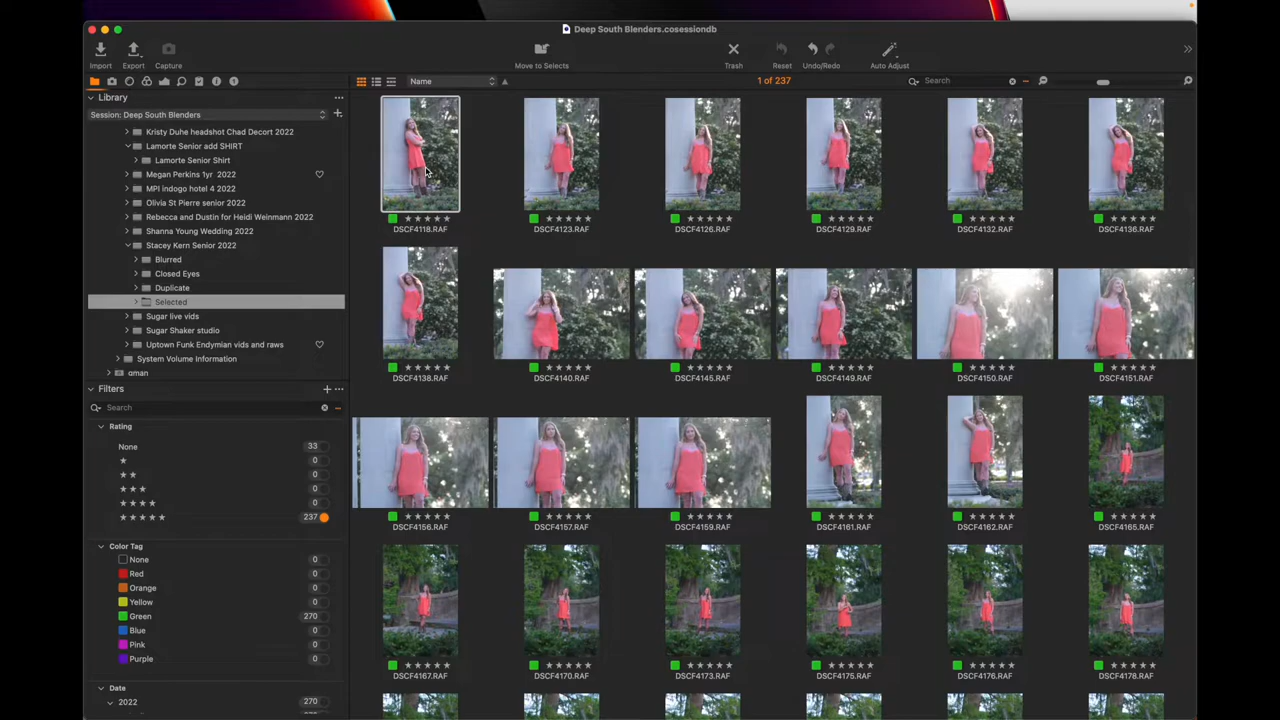 Deep South Blenders.cosessiondb
Import
Export
Capture
Move to Selects
Trash
Reset
Undo/Redo
Auto Adjust
Library
Name
1 of 237
Search
Session: Deep South Blenders
Kristy Duhe headshot Chad Decort 2022
Lamorte Senior add SHIRT
Lamorte Senior Shirt
Megan Perkins 1yr 2022
MPI indogo hotel 4 2022
Olivia St Pierre senior 2022
Rebecca and Dustin for Heidi Weinmann 2022
Shanna Young Wedding 2022
Stacey Kern Senior 2022
Blurred
Closed Eyes
Duplicate
Selected
Sugar live vids
Sugar Shaker studio
Uptown Funk Endymian vids and raws
System Volume Information
qman
Filters
Search
Rating
None 33
★ 0
★ ★ 0
★ ★ ★ 0
★ ★ ★ ★ 0
★ ★ ★ ★ ★ 237
Color Tag
None 0
Red 0
Orange 0
Yellow 0
Green 270
Blue 0
Pink 0
Purple 0
Date
2022 270
DSCF4118.RAF DSCF4123.RAF DSCF4126.RAF DSCF4129.RAF DSCF4132.RAF DSCF4136.RAF
DSCF4138.RAF DSCF4140.RAF DSCF4145.RAF DSCF4149.RAF DSCF4150.RAF DSCF4151.RAF
DSCF4156.RAF DSCF4157.RAF DSCF4159.RAF DSCF4161.RAF DSCF4162.RAF DSCF4165.RAF
DSCF4167.RAF DSCF4170.RAF DSCF4173.RAF DSCF4175.RAF DSCF4176.RAF DSCF4178.RAF